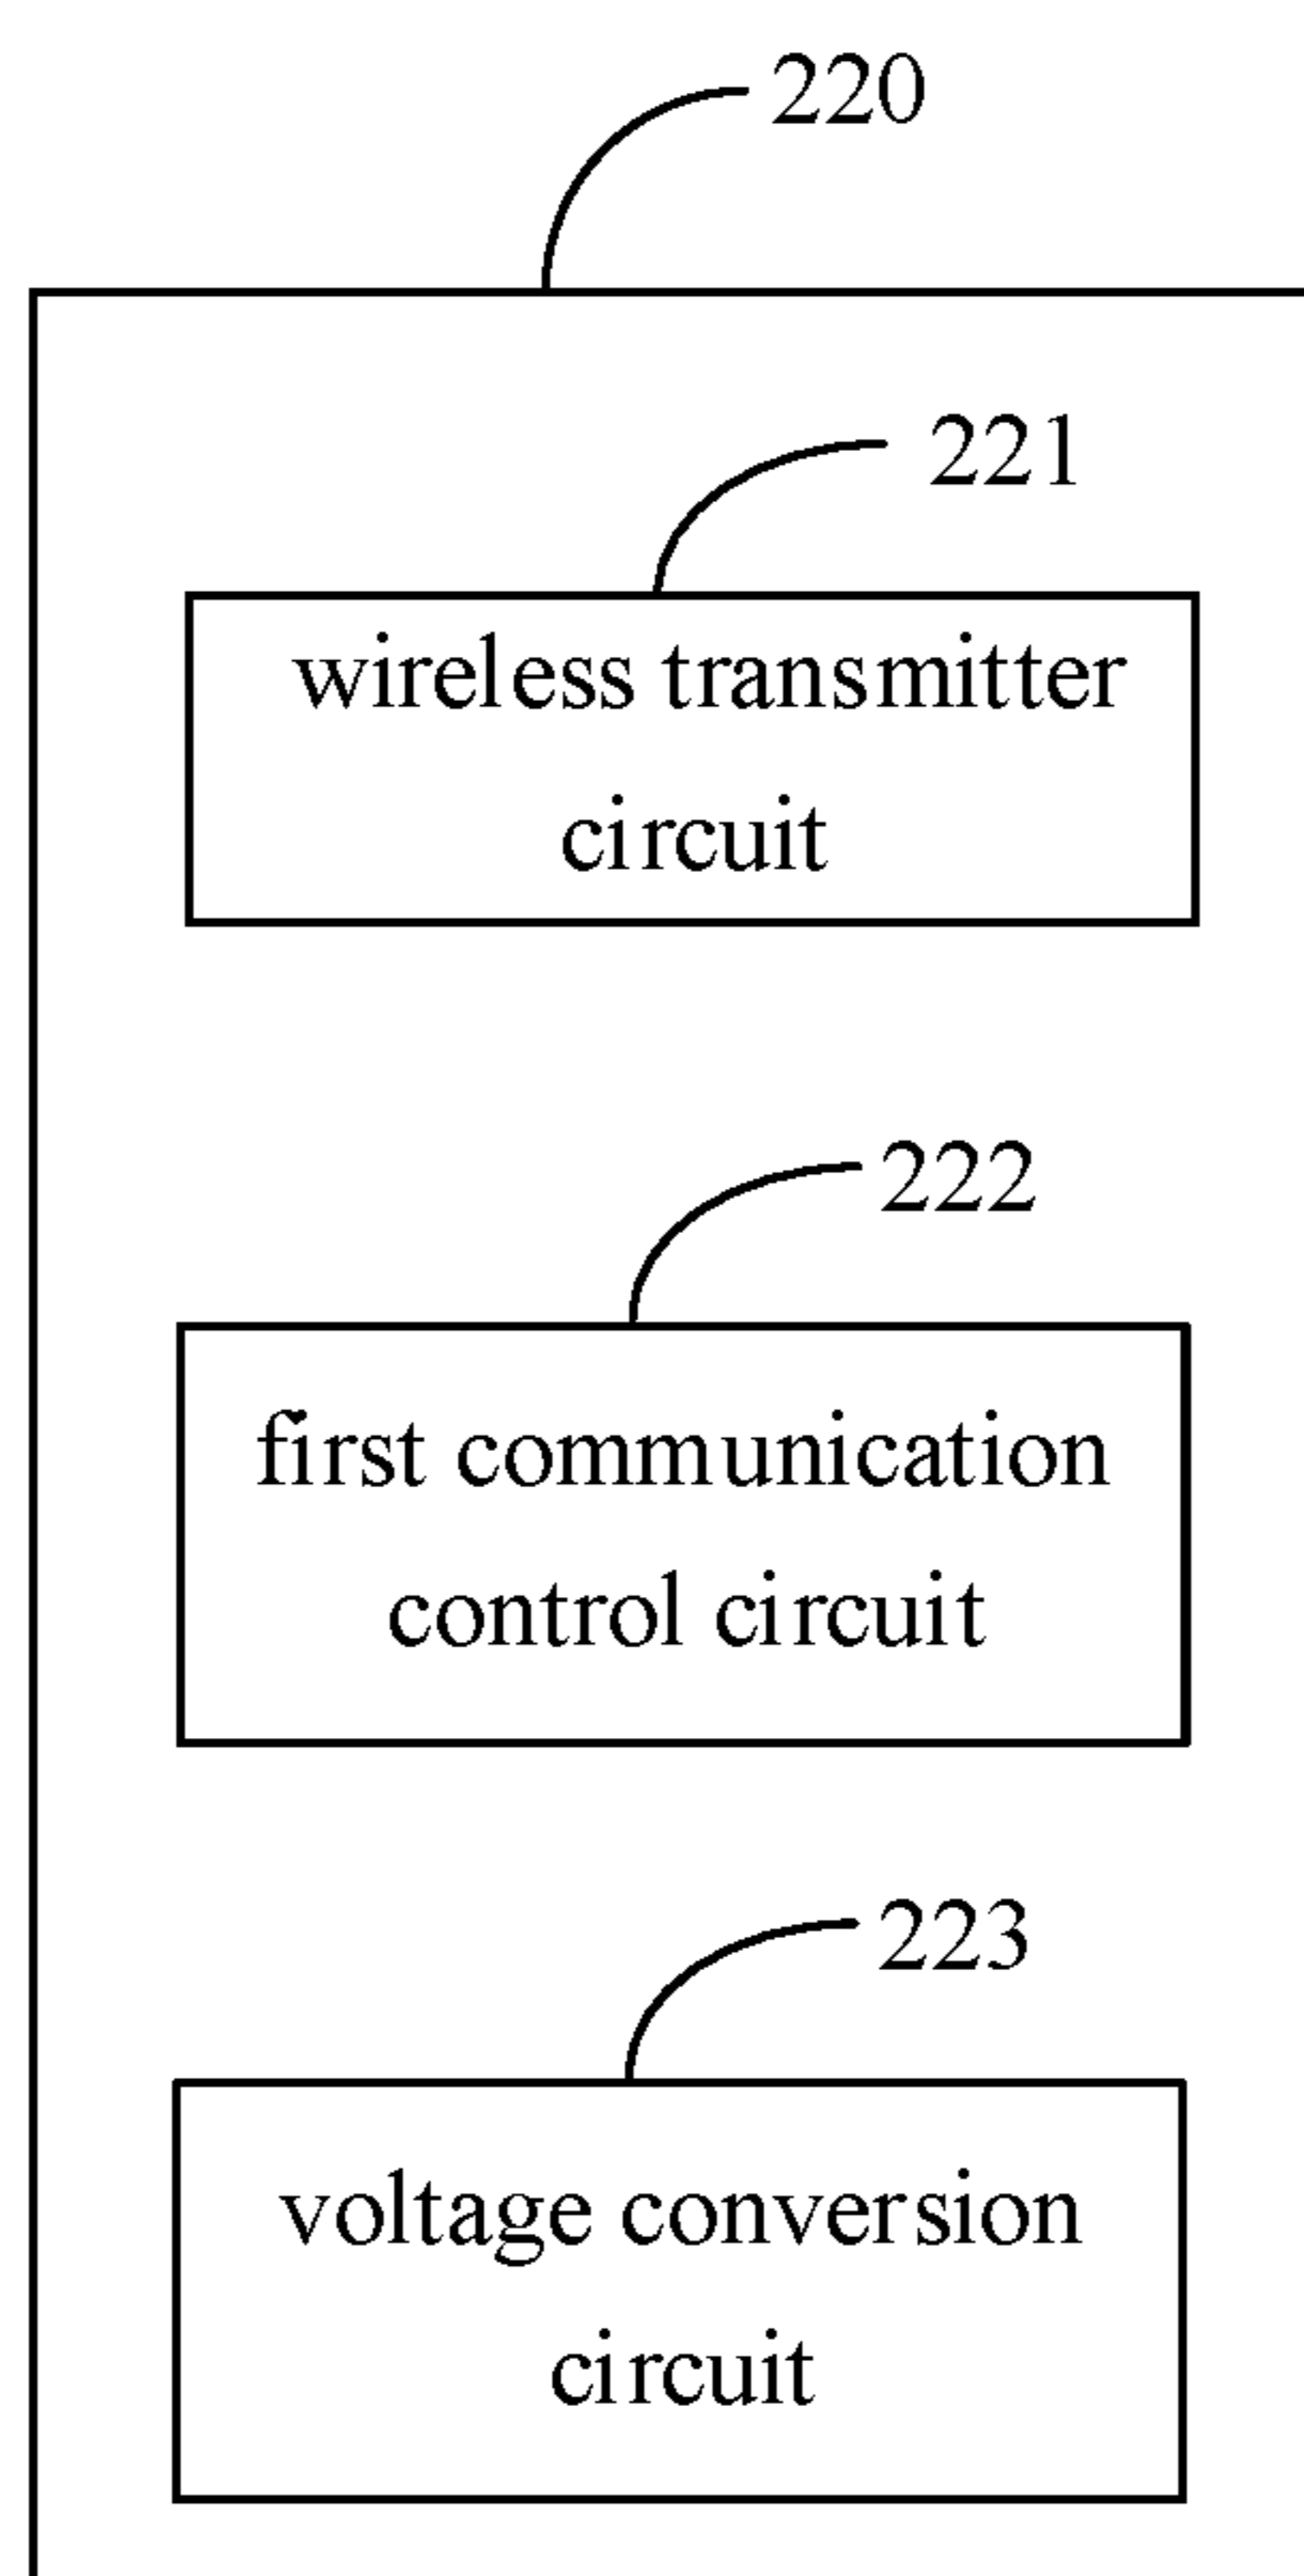 220
221
wireless transmitter
circuit
222
first communication
control circuit
223
voltage conversion
circuit